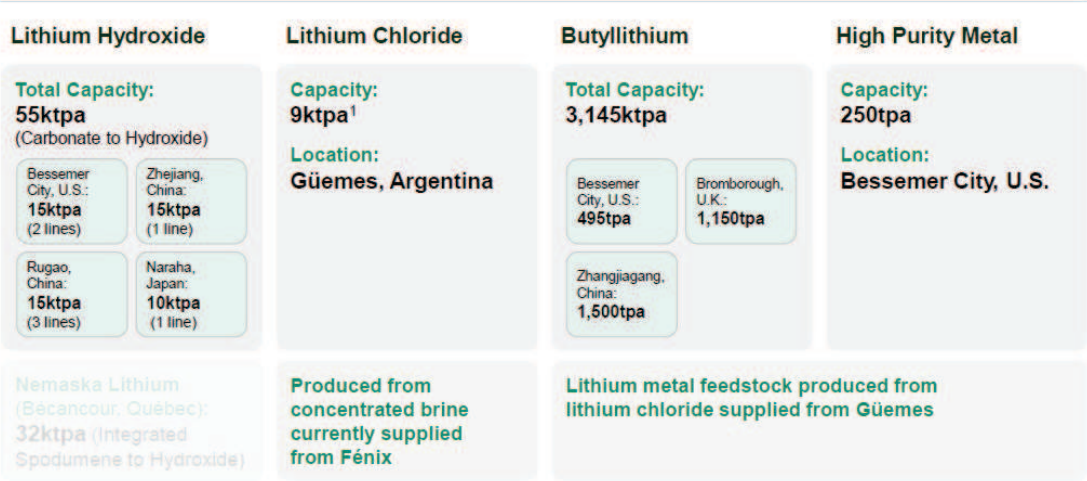 Lithium Hydroxide
Total Capacity:
55ktpa
(Carbonate to Hydroxide)
Bessemer
City, U.S.:
15ktpa
(2 lines)
Zhejiang,
China:
15ktpa
(1 line)
Rugao,
China:
15ktpa
(3 lines)
Naraha,
Japan:
10ktpa
(1 line)
Nemaska Lithium
(Bécancour, Québec):
32ktpa (Integrated
Spodumene to Hydroxide)
Lithium Chloride
Capacity:
9ktpa¹
Location:
Güemes, Argentina
Produced from
concentrated brine
currently supplied
from Fénix
Butyllithium
Total Capacity:
3,145ktpa
Bessemer
City, U.S.:
495tpa
Bromborough,
U.K.:
1,150tpa
Zhangjiagang,
China:
1,500tpa
High Purity Metal
Capacity:
250tpa
Location:
Bessemer City, U.S.
Lithium metal feedstock produced from
lithium chloride supplied from Güemes